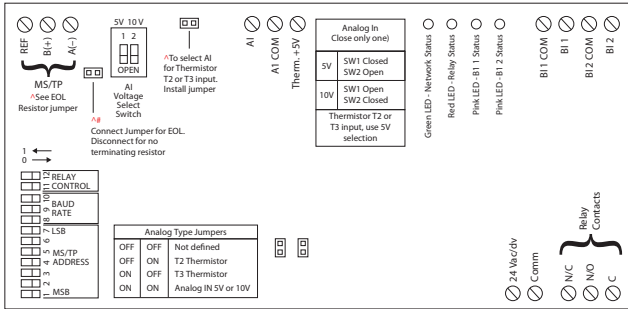 REF
B(+)
A(–)
MS/TP
^See EOL
Resistor jumper.
^#
Connect Jumper for EOL.
Disconnect for no
terminating resistor
5V 10 V
1 2
OPEN
AI
Voltage
Select
Switch
^To select AI
for Thermistor
T2 or T3 input.
Install jumper
AI
A1 COM
Therm. +5V
Analog In
Close only one)
5V SW1 Closed
SW2 Open
10V SW1 Open
SW2 Closed
Thermistor T2 or
T3 input, use 5V
selection
Green LED - Network Status
Red LED - Relay Status
Pink LED - B1 1 Status
Pink LED - B1 2 Status
BI 1 COM
BI 1
BI 2 COM
BI 2
1
0
12 RELAY
11 CONTROL
10
9 BAUD
8 RATE
7 LSB
6
5 MS/TP
4 ADDRESS
3
2
1 MSB
Analog Type Jumpers
OFF OFF Not defined
OFF ON T2 Thermistor
ON OFF T3 Thermistor
ON ON Analog IN 5V or 10V
24 Vac/dv
Comm
Relay
Contacts
N/C
N/O
C